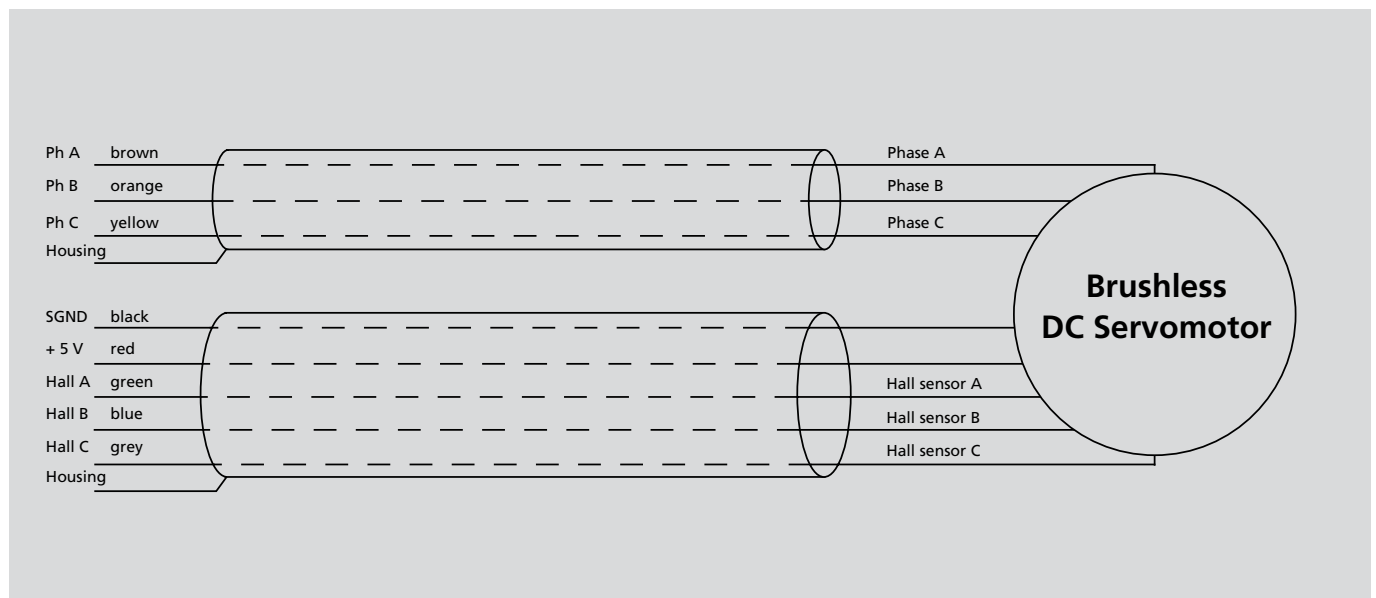 Ph A brown Phase A
Ph B orange Phase B
Ph C yellow Phase C
Housing
Brushless
DC Servomotor
SGND black
+ 5 V red
Hall A green Hall sensor A
Hall B blue Hall sensor B
Hall C grey Hall sensor C
Housing